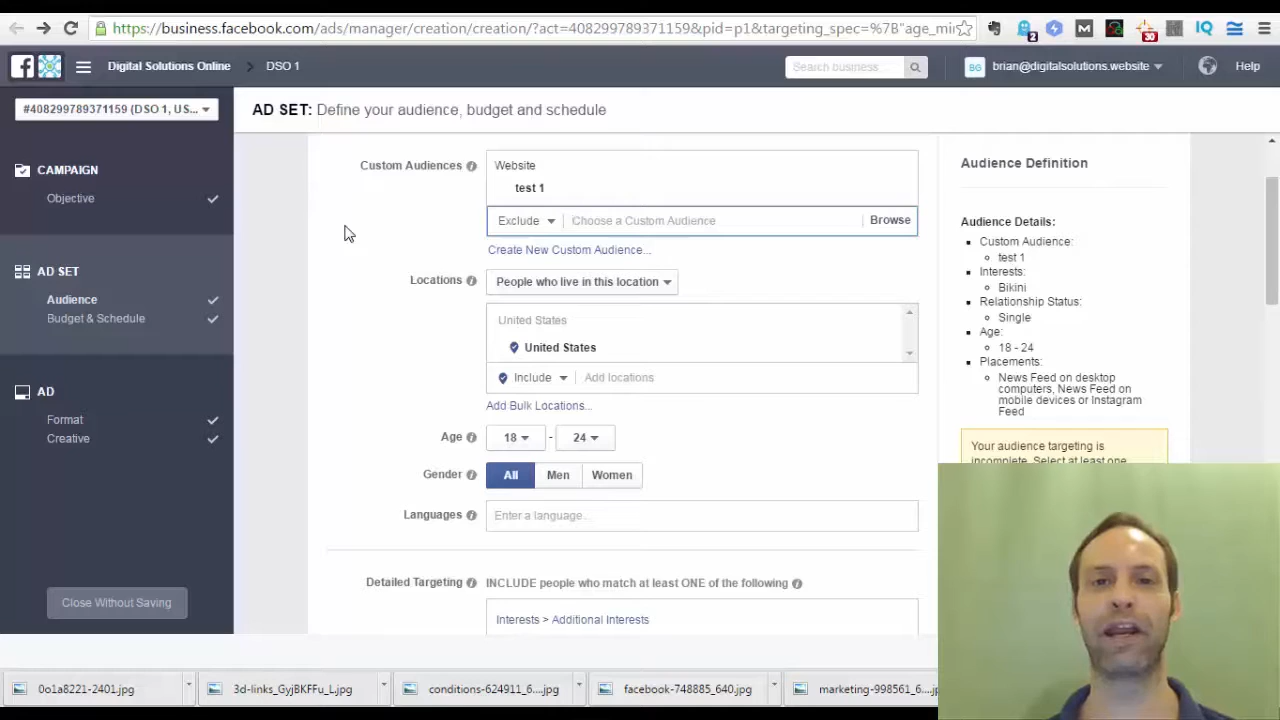 https://business.facebook.com/ads/manager/creation/creation/?act=408299789371159&pid=p1&targeting_spec=%7B"age_mi
2
M
30
IQ
Digital Solutions Online > DSO 1
Search business
BG
brian@digitalsolutions.website
Help
#408299789371159 (DSO 1, US...
AD SET: Define your audience, budget and schedule
CAMPAIGN
Objective
AD SET
Audience
Budget & Schedule
AD
Format
Creative
Close Without Saving
Custom Audiences
Website
test 1
Exclude
Choose a Custom Audience
Browse
Create New Custom Audience...
Locations
People who live in this location
United States
United States
Include
Add locations
Add Bulk Locations...
Age
18 - 24
Gender
All Men Women
Languages
Enter a language...
Detailed Targeting
INCLUDE people who match at least ONE of the following
Interests > Additional Interests
Audience Definition
Audience Details:
Custom Audience:
test 1
Interests:
Bikini
Relationship Status:
Single
Age:
18 - 24
Placements:
News Feed on desktop
computers, News Feed on
mobile devices or Instagram
Feed
Your audience targeting is
incomplete. Select at least one
0o1a8221-2401.jpg
3d-links_GyjBKFFu_L.jpg
conditions-624911_6....jpg
facebook-748885_640.jpg
marketing-998561_6....jp